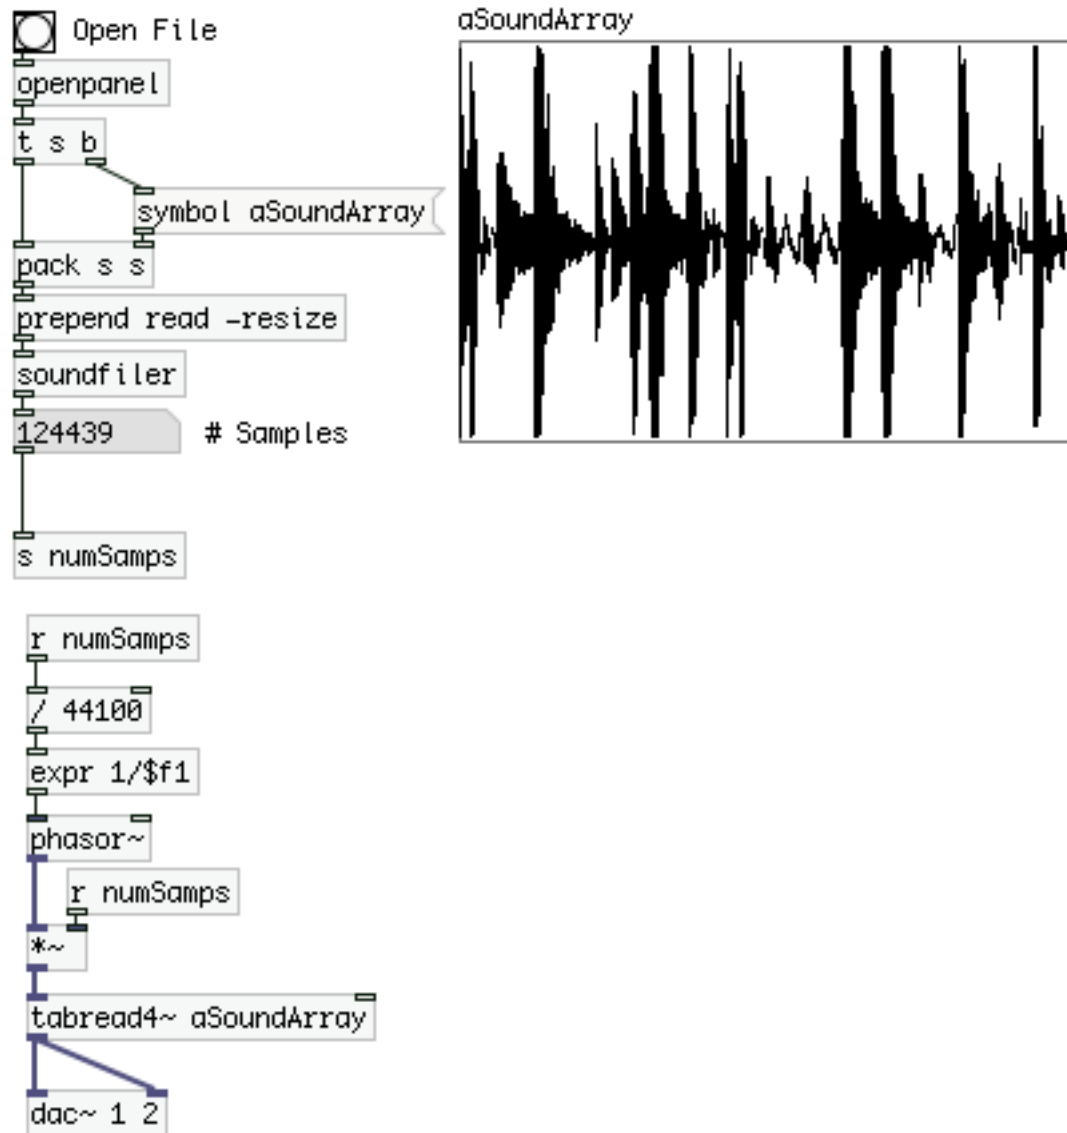 Open File
openpanel
t s b
symbol aSoundArray
pack s s
prepend read -resize
soundfiler
124439
# Samples
s numSamps
r numSamps
/ 44100
expr 1/$f1
phasor~
r numSamps
*~
tabread4~ aSoundArray
dac~ 1 2
aSoundArray